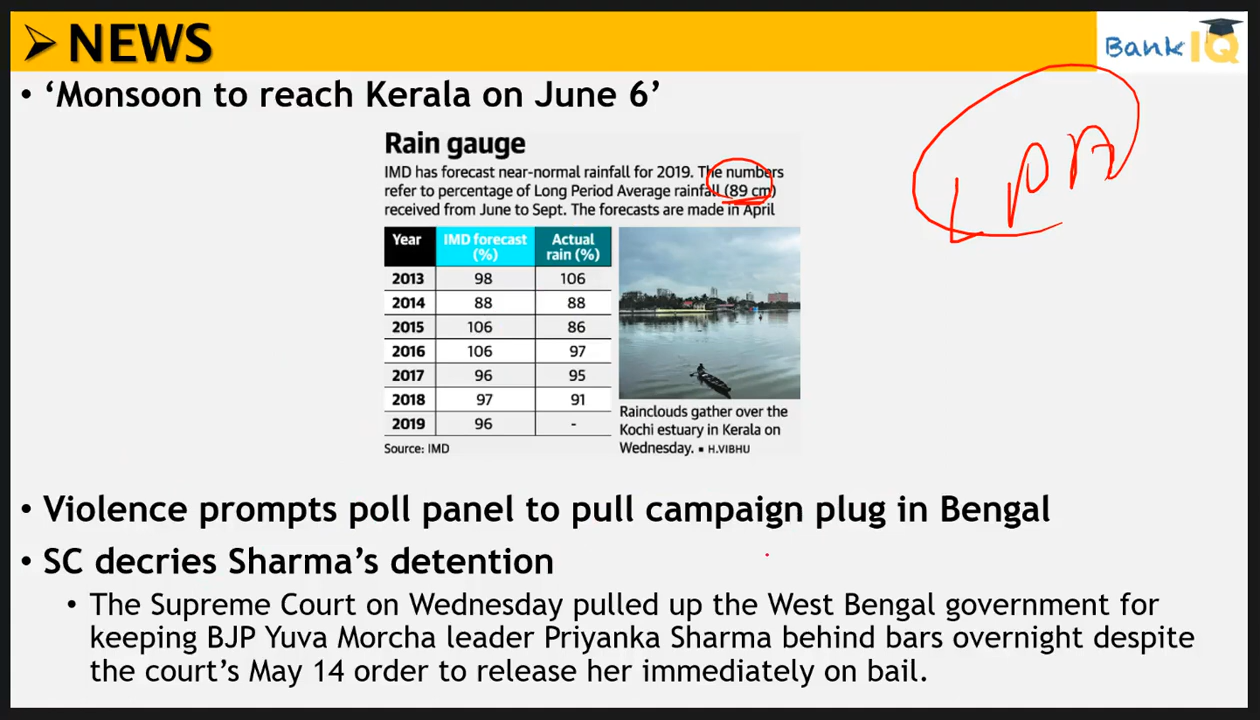 ➢ NEWS
Bank IQ
• ‘Monsoon to reach Kerala on June 6’
LPA
Rain gauge
IMD has forecast near-normal rainfall for 2019. The numbers
refer to percentage of Long Period Average rainfall (89 cm)
received from June to Sept. The forecasts are made in April
Year IMD forecast (%) Actual rain (%)
2013 98 106
2014 88 88
2015 106 86
2016 106 97
2017 96 95
2018 97 91
2019 96 -
Source: IMD
Rainclouds gather over the
Kochi estuary in Kerala on
Wednesday. ▪ H.VIBHU
• Violence prompts poll panel to pull campaign plug in Bengal
• SC decries Sharma’s detention
• The Supreme Court on Wednesday pulled up the West Bengal government for
keeping BJP Yuva Morcha leader Priyanka Sharma behind bars overnight despite
the court’s May 14 order to release her immediately on bail.